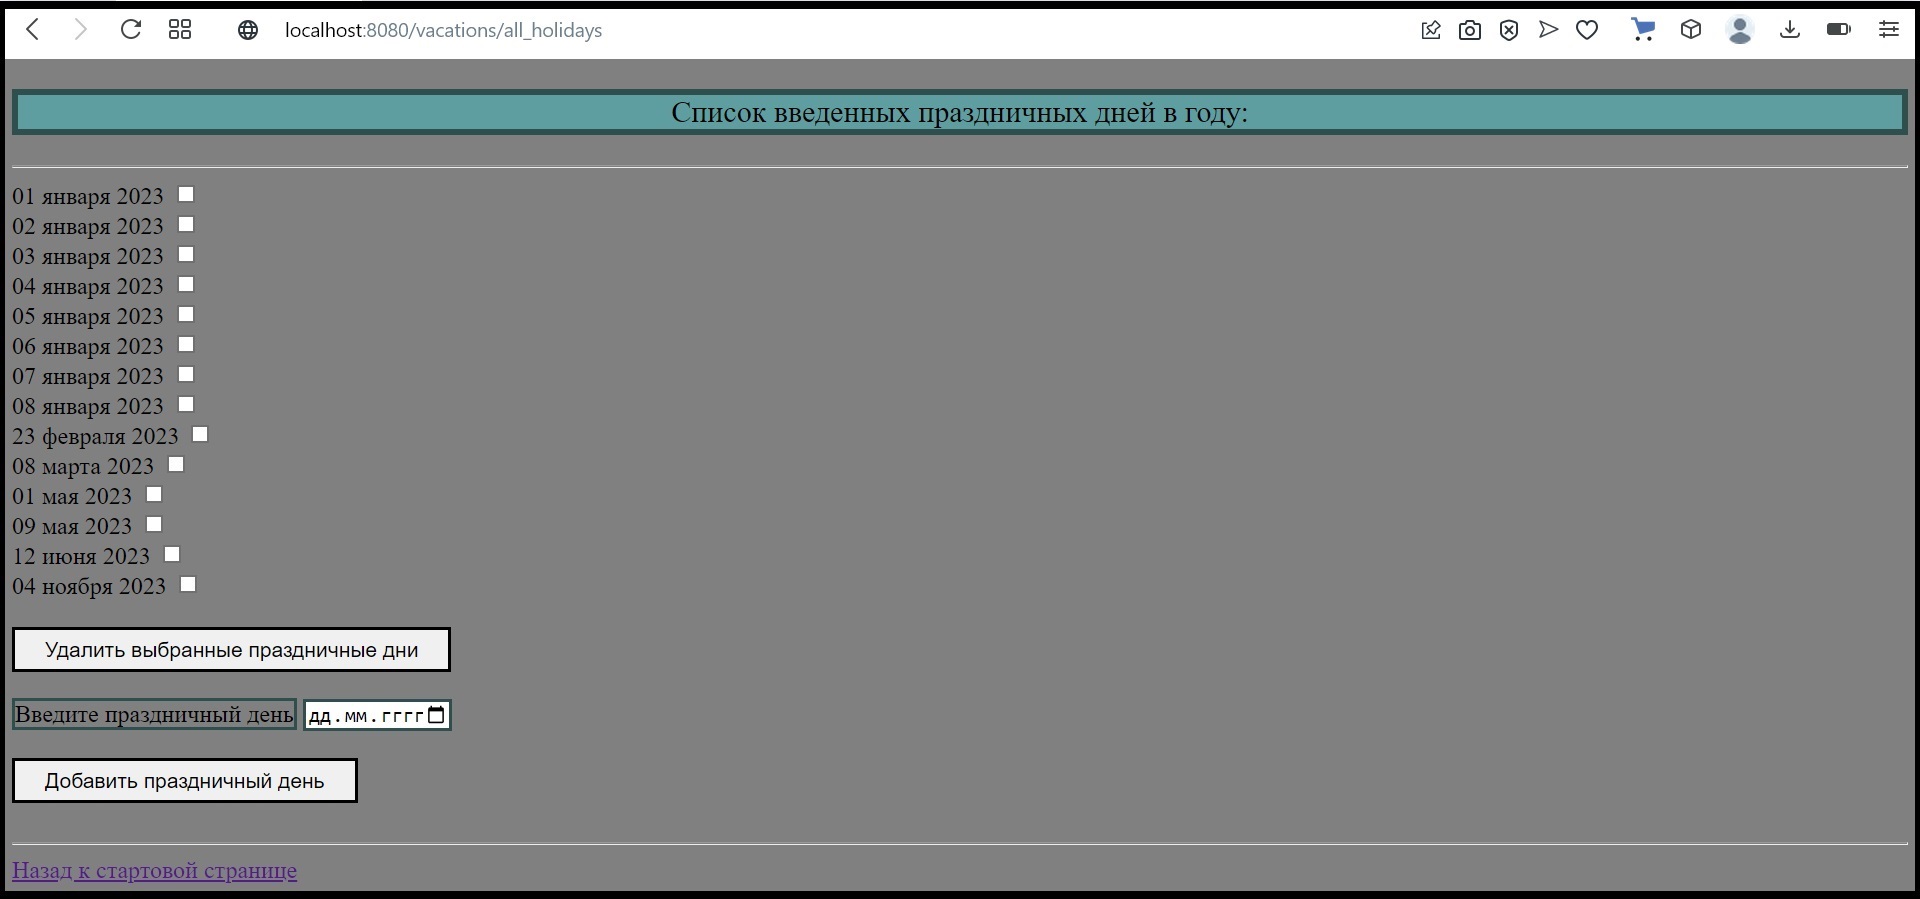 localhost:8080/vacations/all_holidays
Список введенных праздничных дней в году:
01 января 2023
02 января 2023
03 января 2023
04 января 2023
05 января 2023
06 января 2023
07 января 2023
08 января 2023
23 февраля 2023
08 марта 2023
01 мая 2023
09 мая 2023
12 июня 2023
04 ноября 2023
Удалить выбранные праздничные дни
Введите праздничный день дд.мм.гггг
Добавить праздничный день
Назад к стартовой странице